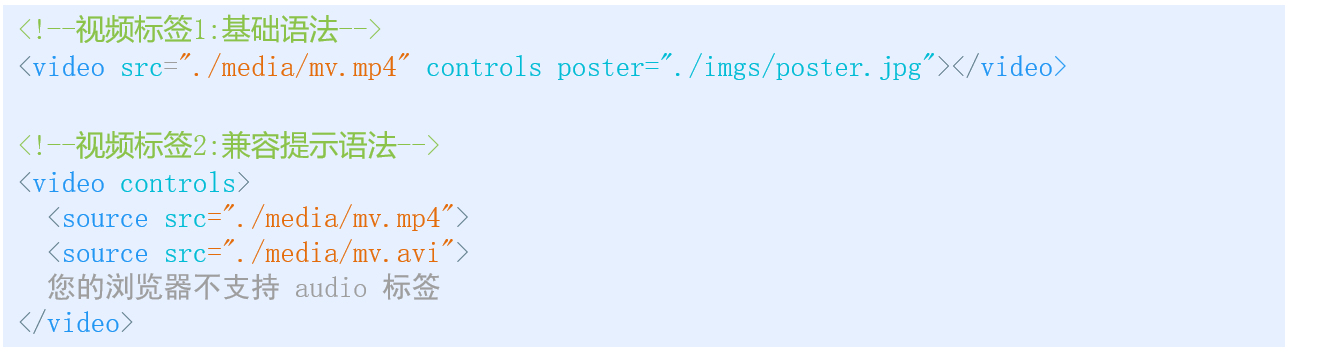 <!--视频标签1:基础语法-->
<video src="./media/mv.mp4" controls poster="./imgs/poster.jpg"></video>
<!--视频标签2:兼容提示语法-->
<video controls>
<source src="./media/mv.mp4">
<source src="./media/mv.avi">
您的浏览器不支持 audio 标签
</video>